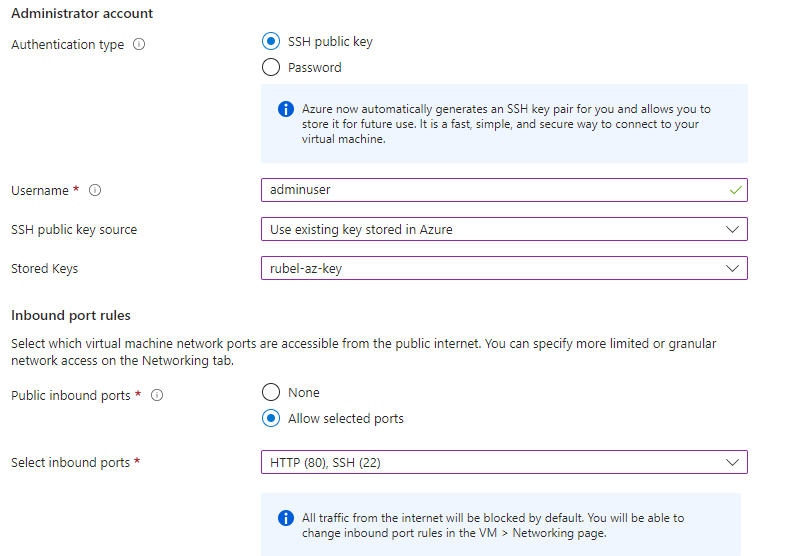 Administrator account
Authentication type
SSH public key
Password
Azure now automatically generates an SSH key pair for you and allows you to
store it for future use. It is a fast, simple, and secure way to connect to your
virtual machine.
Username *
adminuser
SSH public key source
Use existing key stored in Azure
Stored Keys
rubel-az-key
Inbound port rules
Select which virtual machine network ports are accessible from the public internet. You can specify more limited or granular
network access on the Networking tab.
Public inbound ports *
None
Allow selected ports
Select inbound ports *
HTTP (80), SSH (22)
All traffic from the internet will be blocked by default. You will be able to
change inbound port rules in the VM > Networking page.